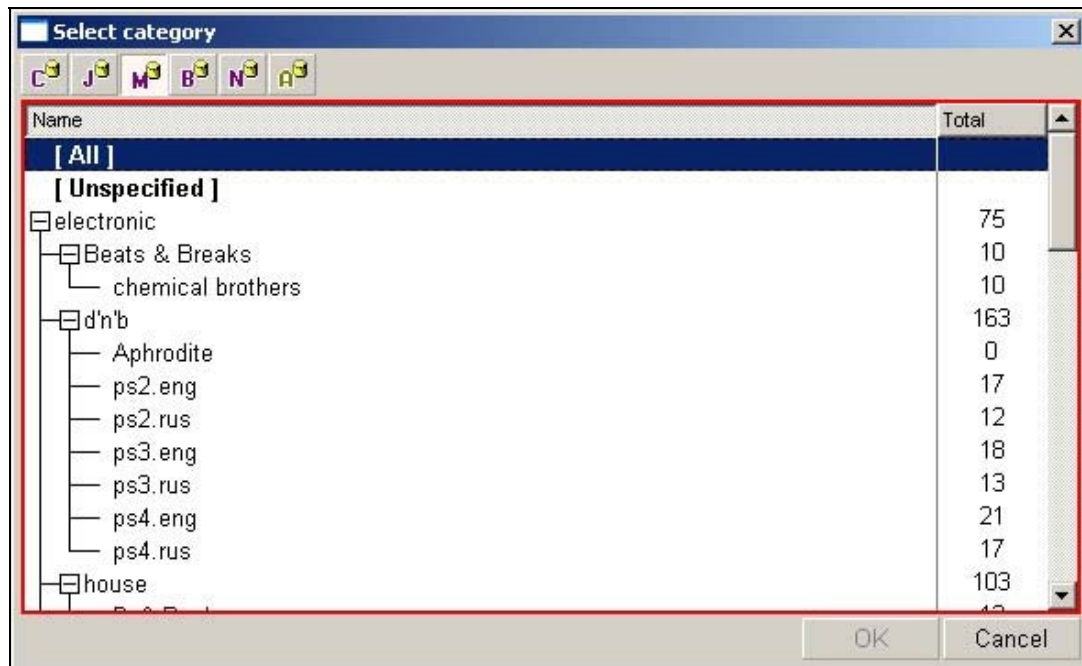 Select category
C J M B N A
Name Total
[ All ]
[ Unspecified ]
electronic 75
Beats & Breaks 10
chemical brothers 10
d'n'b 163
Aphrodite 0
ps2.eng 17
ps2.rus 12
ps3.eng 18
ps3.rus 13
ps4.eng 21
ps4.rus 17
house 103
OK Cancel